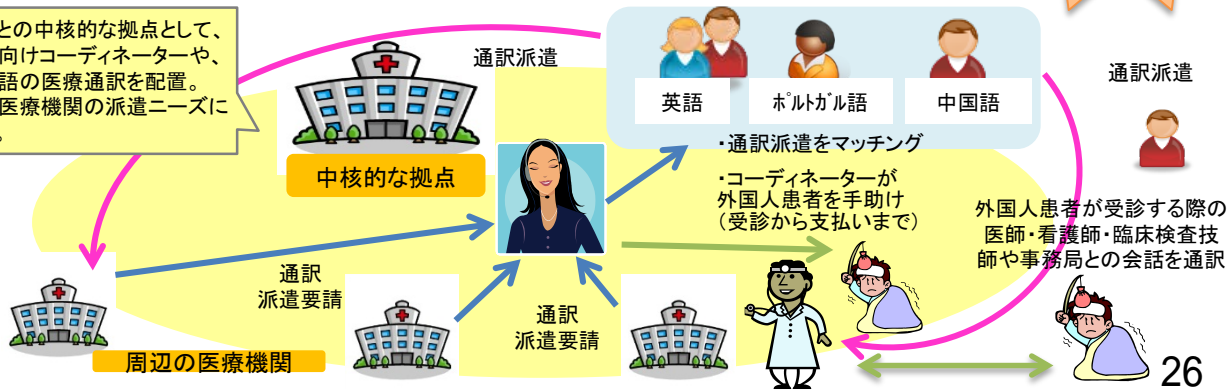 との中核的な拠点として、
向けコーディネーターや、
語の医療通訳を配置。
医療機関の派遣ニーズに
。
通訳派遣
英語
ﾎﾟﾙﾄｶﾞﾙ語
中国語
通訳派遣
中核的な拠点
・通訳派遣をマッチング
・コーディネーターが
外国人患者を手助け
（受診から支払いまで）
外国人患者が受診する際の
医師・看護師・臨床検査技
師や事務局との会話を通訳
通訳
派遣要請
通訳
派遣要請
周辺の医療機関
26